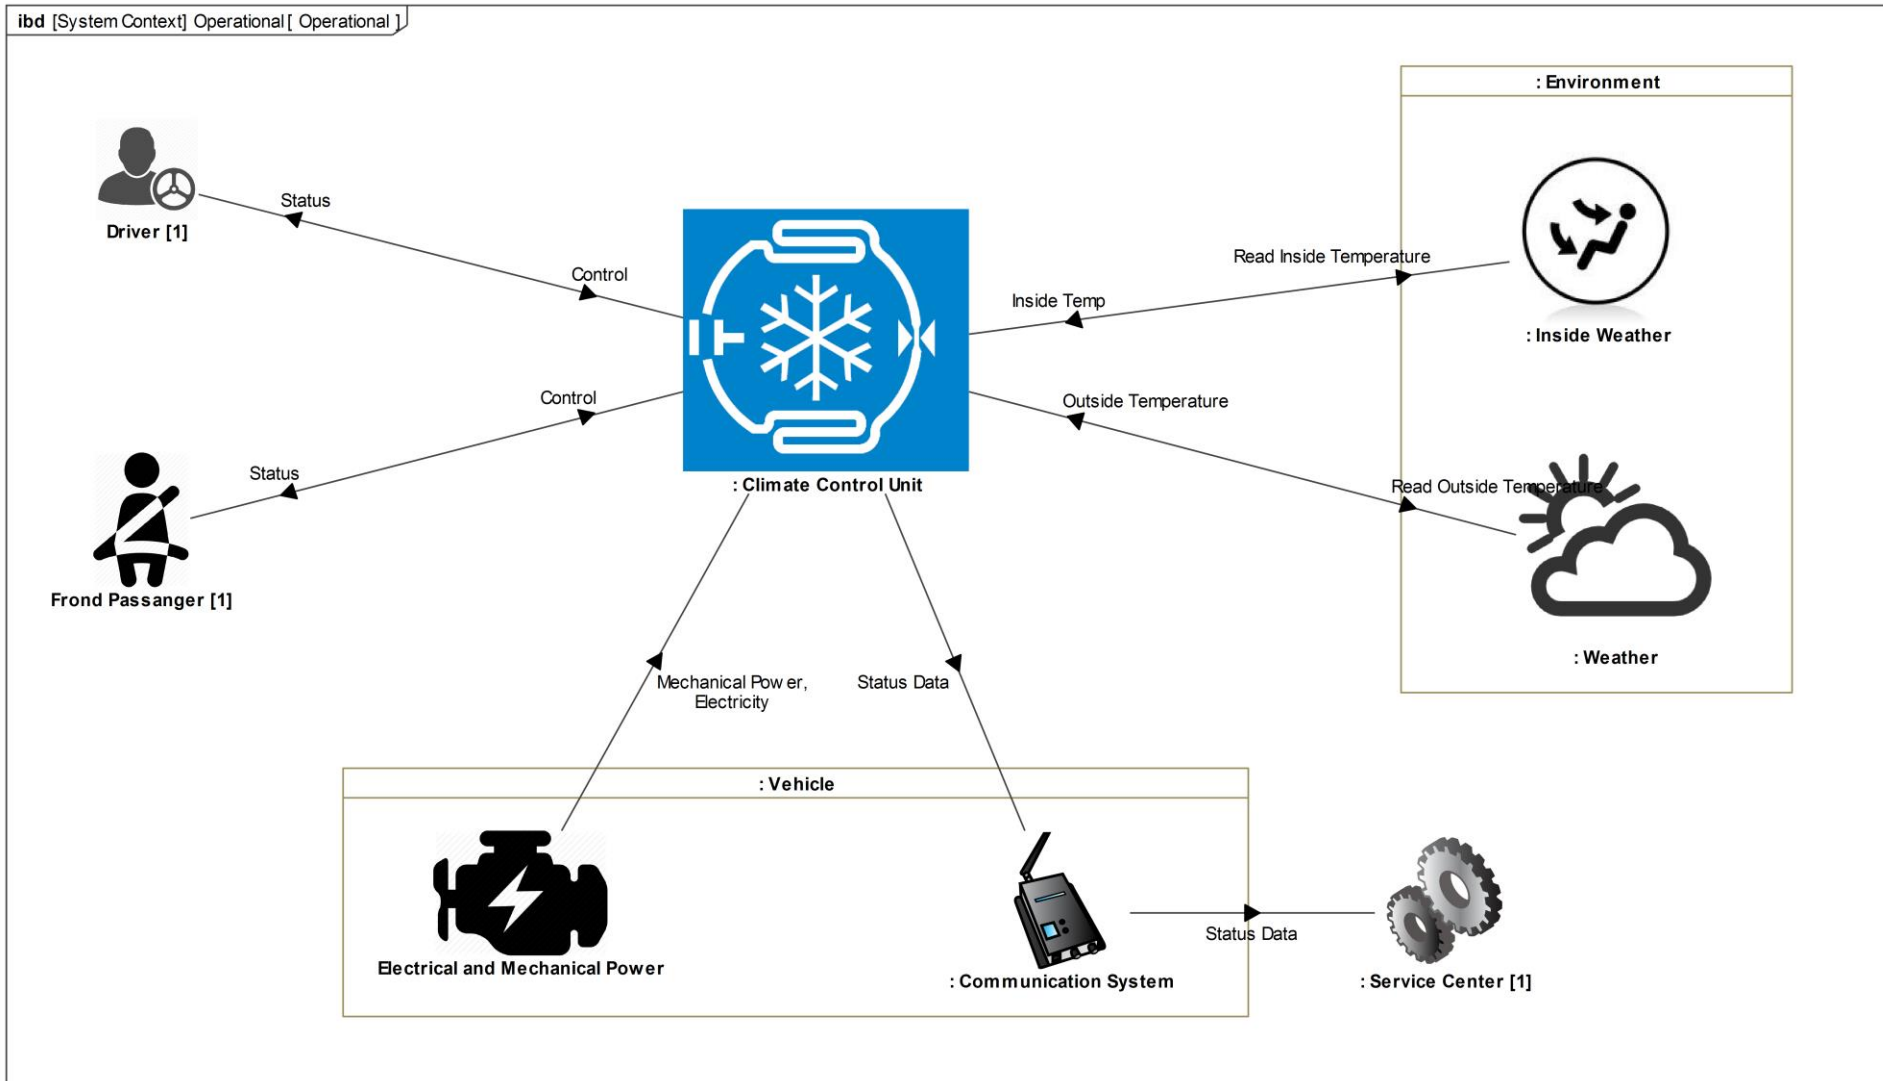 ibd [System Context] Operational [ Operational ]
: Environment
Status
Driver [1]
Control
Read Inside Temperature
Inside Temp
: Inside Weather
Control
Outside Temperature
Status
: Climate Control Unit
Read Outside Temperature
Frond Passanger [1]
: Weather
Mechanical Power,
Electricity
Status Data
: Vehicle
Status Data
Electrical and Mechanical Power
: Communication System
: Service Center [1]